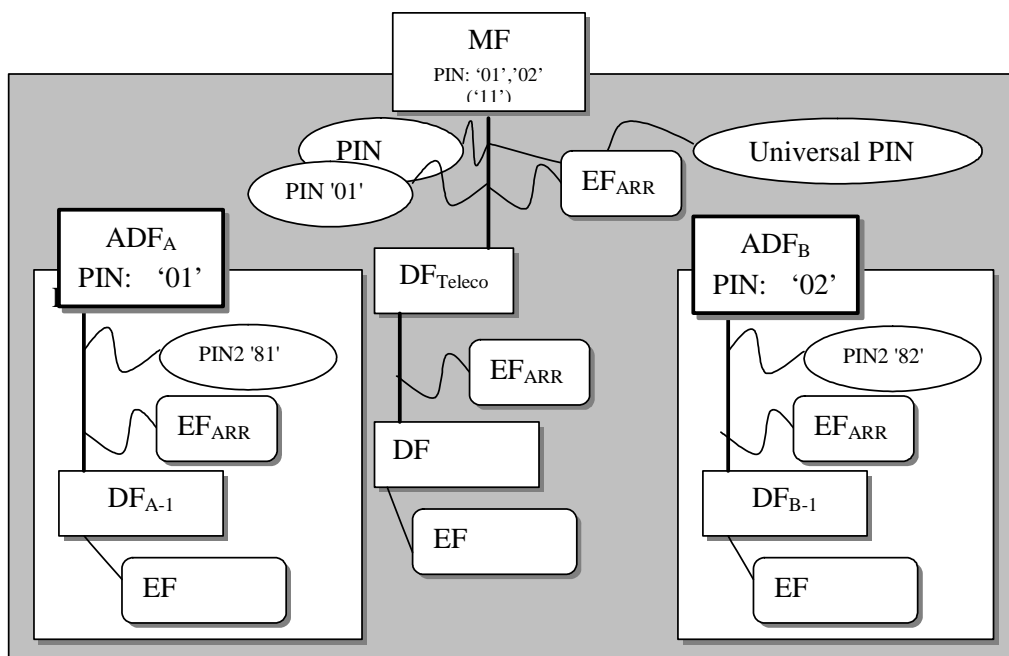 MF
PIN: ‘01’,’02’
(‘11’)
PIN
PIN '01'
EFARR
Universal PIN
ADFA
PIN: ‘01’
DFTeleco
ADFB
PIN: ‘02’
PIN2 '81'
EFARR
PIN2 '82'
EFARR
DF
EFARR
DFA-1
DFB-1
EF
EF
EF